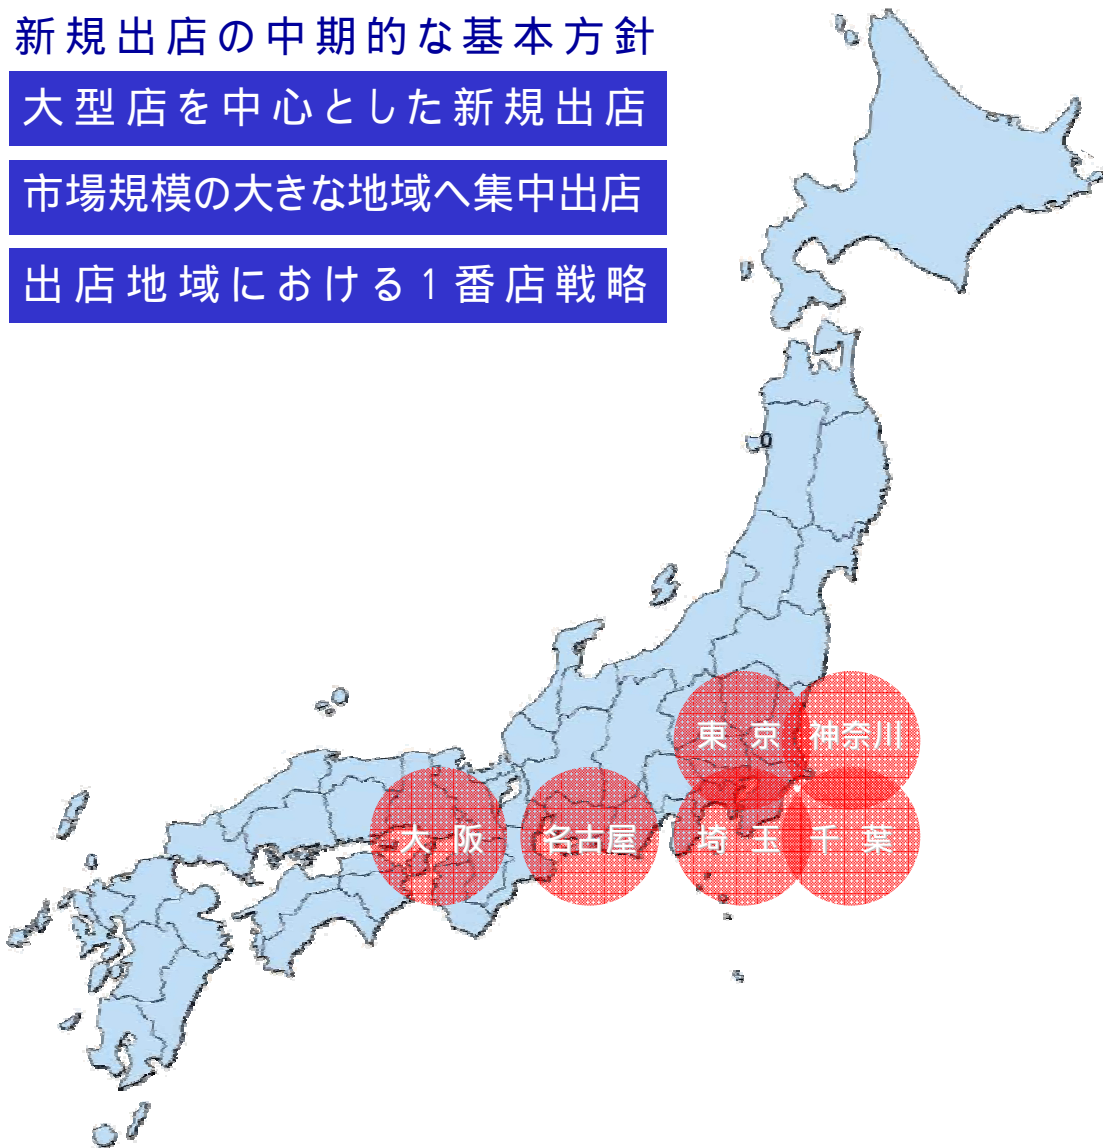 新規出店の中期的な基本方針
大型店を中心とした新規出店
市場規模の大きな地域へ集中出店
出店地域における1番店戦略
東京
神奈川
大阪
名古屋
埼玉
千葉